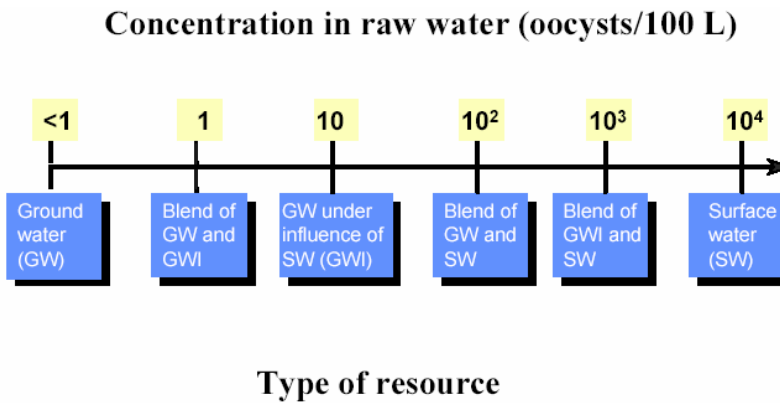 Concentration in raw water (oocysts/100 L)
<1
1
10
10²
10³
10⁴
Ground
water
(GW)
Blend of
GW and
GWI
GW under
influence of
SW (GWI)
Blend of
GW and
SW
Blend of
GWI and
SW
Surface
water
(SW)
Type of resource